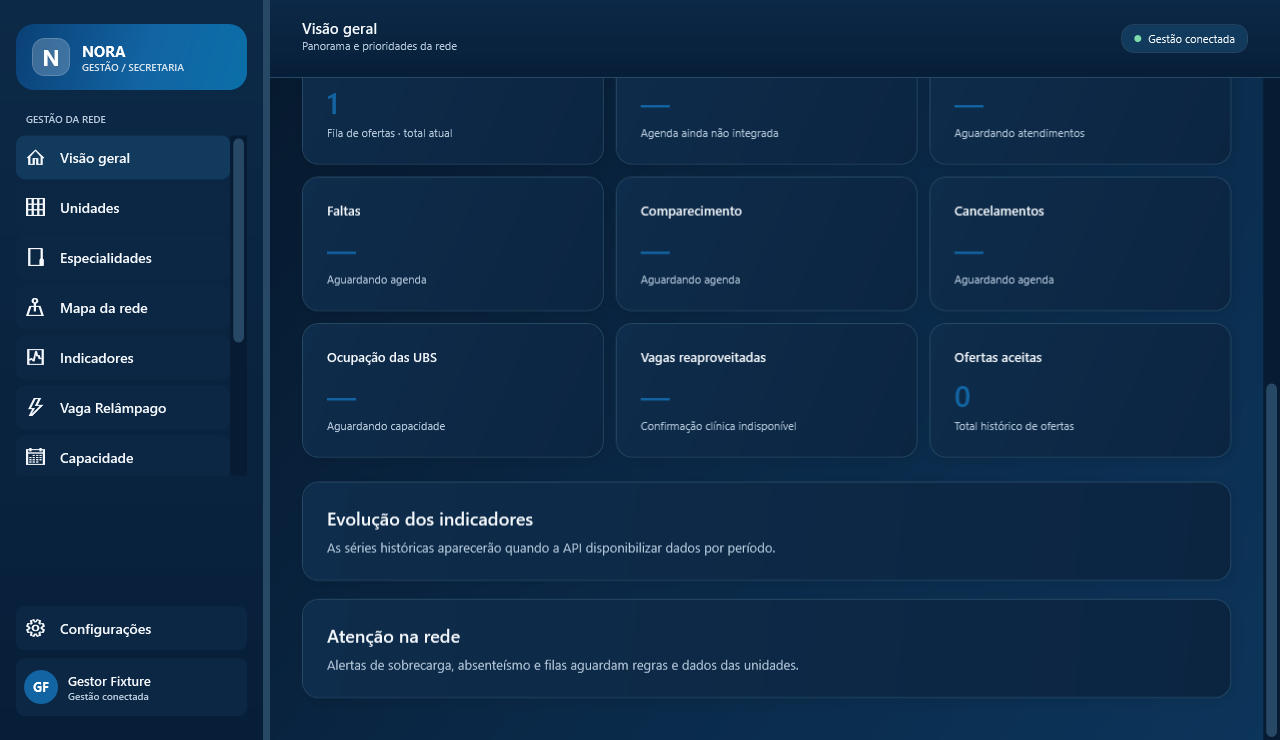 N
NORA
GESTÃO / SECRETARIA
GESTÃO DA REDE
Visão geral
Unidades
Especialidades
Mapa da rede
Indicadores
Vaga Relâmpago
Capacidade
Configurações
GF
Gestor Fixture
Gestão conectada
Visão geral
Panorama e prioridades da rede
Gestão conectada
1
—
—
Fila de ofertas · total atual
Agenda ainda não integrada
Aguardando atendimentos
Faltas
Comparecimento
Cancelamentos
—
—
—
Aguardando agenda
Aguardando agenda
Aguardando agenda
Ocupação das UBS
Vagas reaproveitadas
Ofertas aceitas
—
—
0
Aguardando capacidade
Confirmação clínica indisponível
Total histórico de ofertas
Evolução dos indicadores
As séries históricas aparecerão quando a API disponibilizar dados por período.
Atenção na rede
Alertas de sobrecarga, absenteísmo e filas aguardam regras e dados das unidades.